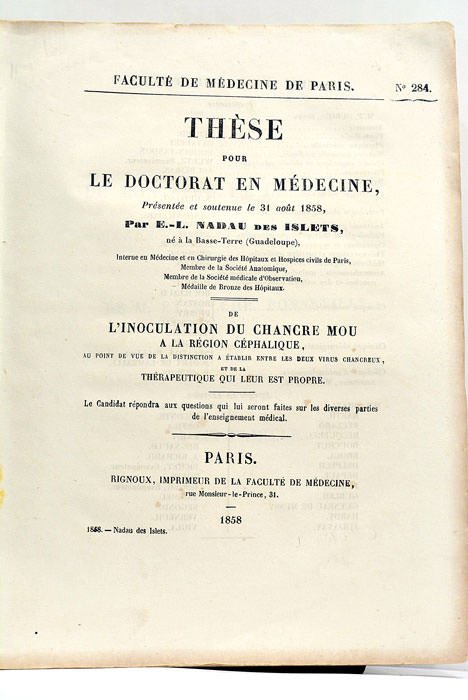 FACULTÉ DE MÉDECINE DE PARIS. No 284.
THÈSE
POUR
LE DOCTORAT EN MÉDECINE,
Présentée et soutenue le 31 août 1858,
Par E.-L. NADAU DES ISLETS,
né à la Basse-Terre (Guadeloupe),
Interne en Médecine et en Chirurgie des Hôpitaux et Hospices civils de Paris,
Membre de la Société Anatomique,
Membre de la Société médicale d'Observation,
Médaille de Bronze des Hôpitaux.
DE
L'INOCULATION DU CHANCRE MOU
A LA RÉGION CÉPHALIQUE,
AU POINT DE VUE DE LA DISTINCTION A ÉTABLIR ENTRE LES DEUX VIRUS CHANCREUX,
ET DE LA
THÉRAPEUTIQUE QUI LEUR EST PROPRE.
Le Candidat répondra aux questions qui lui seront faites sur les diverses parties
de l'enseignement médical.
PARIS.
RIGNOUX, IMPRIMEUR DE LA FACULTÉ DE MÉDECINE,
rue Monsieur-le-Prince, 31.
1858
1858. — Nadau des Islets.